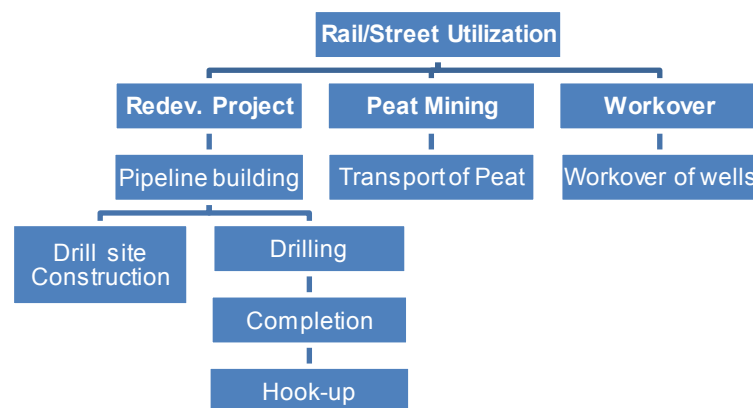 Rail/Street Utilization
Redev. Project
Peat Mining
Workover
Pipeline building
Transport of Peat
Workover of wells
Drill site
Construction
Drilling
Completion
Hook-up